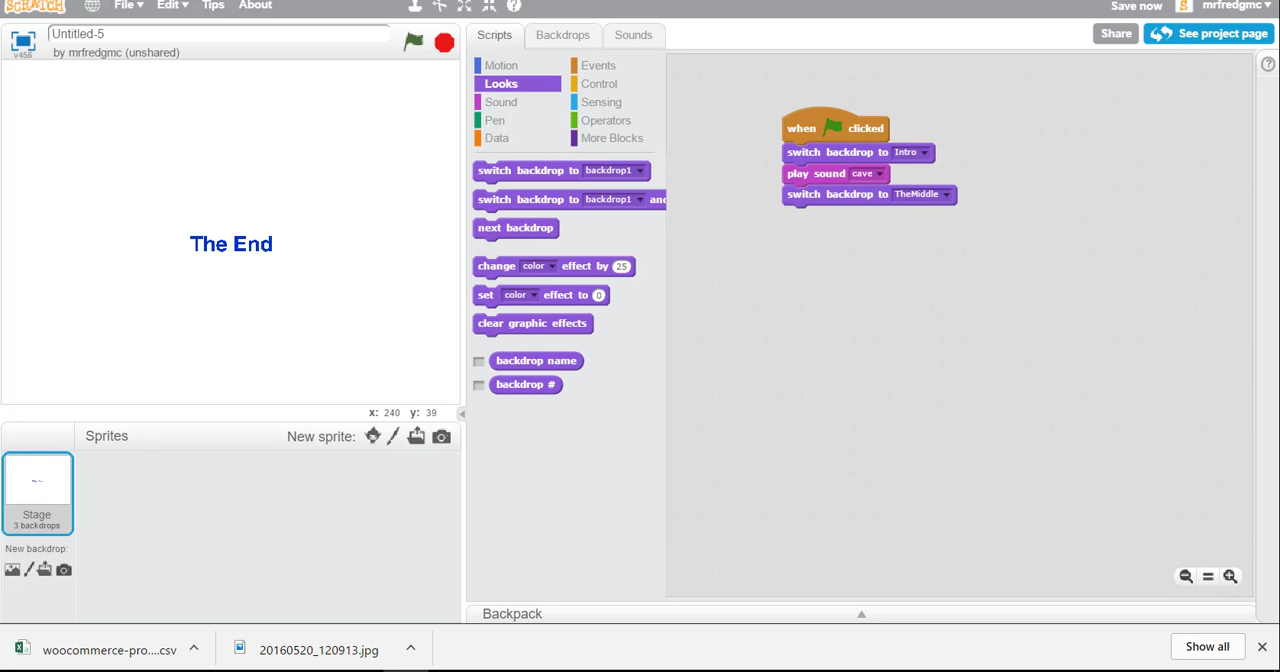 SCRATCH File Edit Tips About Save now S mrfredgmc
Untitled-5
by mrfredgmc (unshared)
v456
Scripts Backdrops Sounds
Share See project page
Motion Events
Looks Control
Sound Sensing
Pen Operators
Data More Blocks
switch backdrop to backdrop1
switch backdrop to backdrop1 and
next backdrop
change color effect by 25
set color effect to 0
clear graphic effects
backdrop name
backdrop #
when clicked
switch backdrop to Intro
play sound cave
switch backdrop to TheMiddle
The End
x: 240 y: 39
Sprites New sprite:
Stage
3 backdrops
New backdrop:
Backpack
woocommerce-pro....csv 20160520_120913.jpg Show all